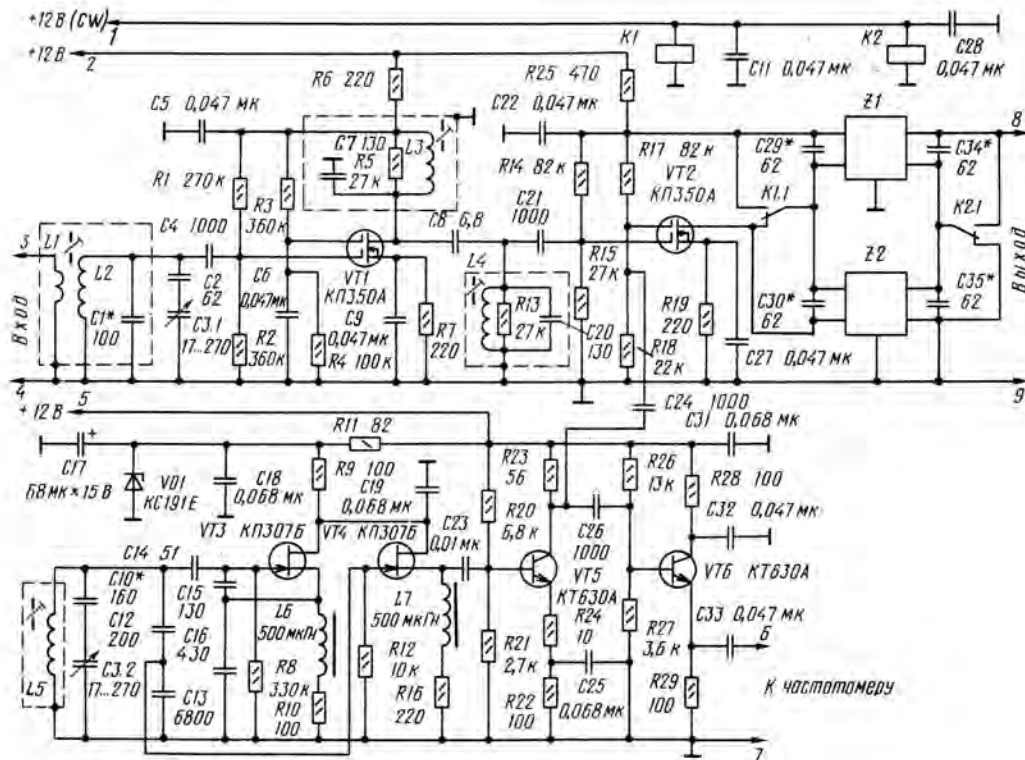 +12 В (CW)
1
К1
К2
C28
0,047 мк
C11 0,047 мк
+12 В
2
R6 220
R25 470
C5 0,047 мк
C22 0,047 мк
Z1
8
C7 130
R5
27 к
L3
R14 82 к
R17 82 к
VT2
КП350А
C29*
62
C34*
62
R1 270 к
R3
360 к
C21
1000
К1.1
К2.1
C4 1000
C8 6,8
3
L1
L2
VT1
КП350А
L4
R15
27 к
Z2
Вход
C1*
100
C2
62
C3.1
17...270
C6
0,047 мк
C9
0,047 мк
R2
360 к
R4 100 к
R7
220
R13
27 к
C20
130
R19
220
R18
22 к
C30*
62
C35*
62
C27 0,047 мк
Выход
4
5
9
+12 В
C24 1000
C31 0,068 мк
R11 82
C17
68 мк × 15 В
VD1
КС191Е
C18
0,068 мк
R9 100
C19
0,068 мк
R23
56
R26
13 к
R28 100
R20
6,8 к
C32 0,047 мк
VT3 КП307Б
VT4 КП307Б
C23
0,01 мк
C26
1000
VT5
КТ630А
VT6 КТ630А
C14 51
C10*
160
C15
130
C12
200
C16
430
L6
500 мкГн
L7
500 мкГн
R24
10
R27
3,6 к
C33 0,047 мк
6
C3.2
17...270
L5
C13
6800
R8
330 к
R10
100
R12
10 к
R16
220
R21
2,7 к
R22
100
C25
0,068 мк
R29
100
К частотомеру
7